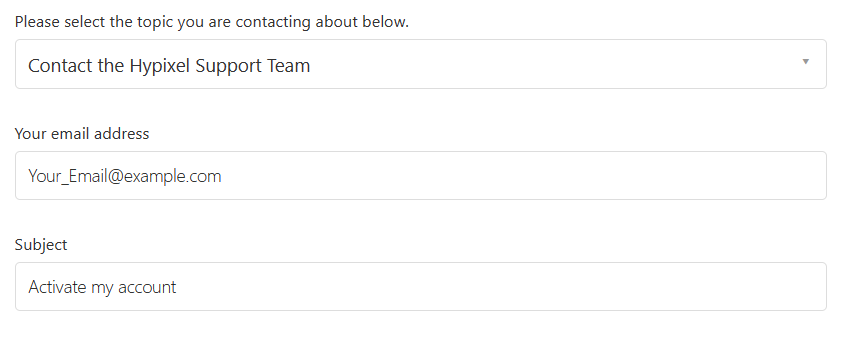 Please select the topic you are contacting about below.
Contact the Hypixel Support Team
Your email address
Your_Email@example.com
Subject
Activate my account